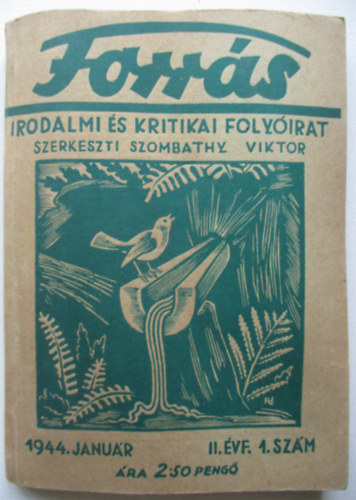 Forrás
IRODALMI ÉS KRITIKAI FOLYÓIRAT
SZERKESZTI SZOMBATHY VIKTOR
1944. JANUÁR II. ÉVF. 1. SZÁM
ÁRA 2·50 PENGŐ